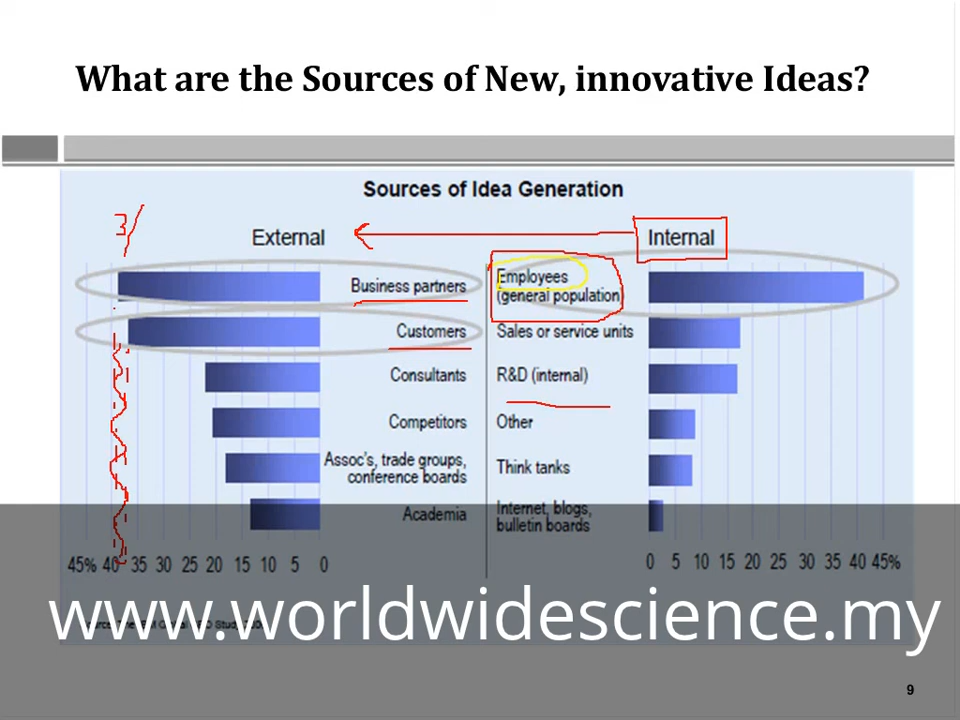 What are the Sources of New, innovative Ideas?
Sources of Idea Generation
External
Internal
Business partners
Customers
Consultants
Competitors
Assoc's, trade groups,
conference boards
Academia
45% 40 35 30 25 20 15 10 5 0
Employees
(general population)
Sales or service units
R&D (internal)
Other
Think tanks
Internet, blogs,
bulletin boards
0 5 10 15 20 25 30 35 40 45%
www.worldwidescience.my
9